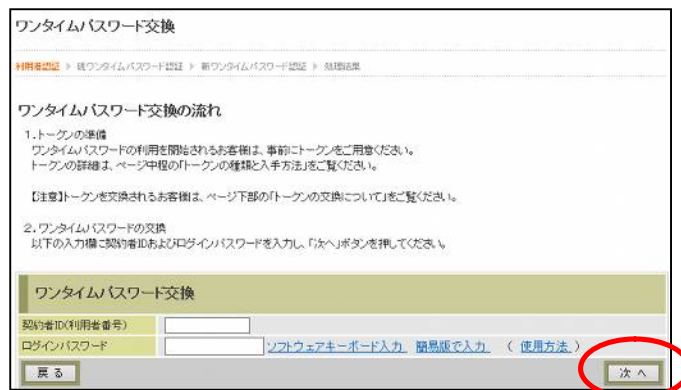 ワンタイムパスワード交換
利用者認証 ▶ 現ワンタイムパスワード認証 ▶ 新ワンタイムパスワード認証 ▶ 処理結果
ワンタイムパスワード交換の流れ
1.トークンの準備
ワンタイムパスワードの利用を開始されるお客様は、事前にトークンをご用意ください。
トークンの詳細は、ページ中程の「トークンの種類と入手方法」をご覧ください。
【注意】トークンを交換されるお客様は、ページ下部の「トークンの交換について」をご覧ください。
2.ワンタイムパスワードの交換
以下の入力欄に契約者IDおよびログインパスワードを入力し、「次へ」ボタンを押してください。
ワンタイムパスワード交換
契約者ID(利用者番号)
ログインパスワード ソフトウェアキーボード入力 簡易版で入力 ( 使用方法 )
戻 る 次 へ